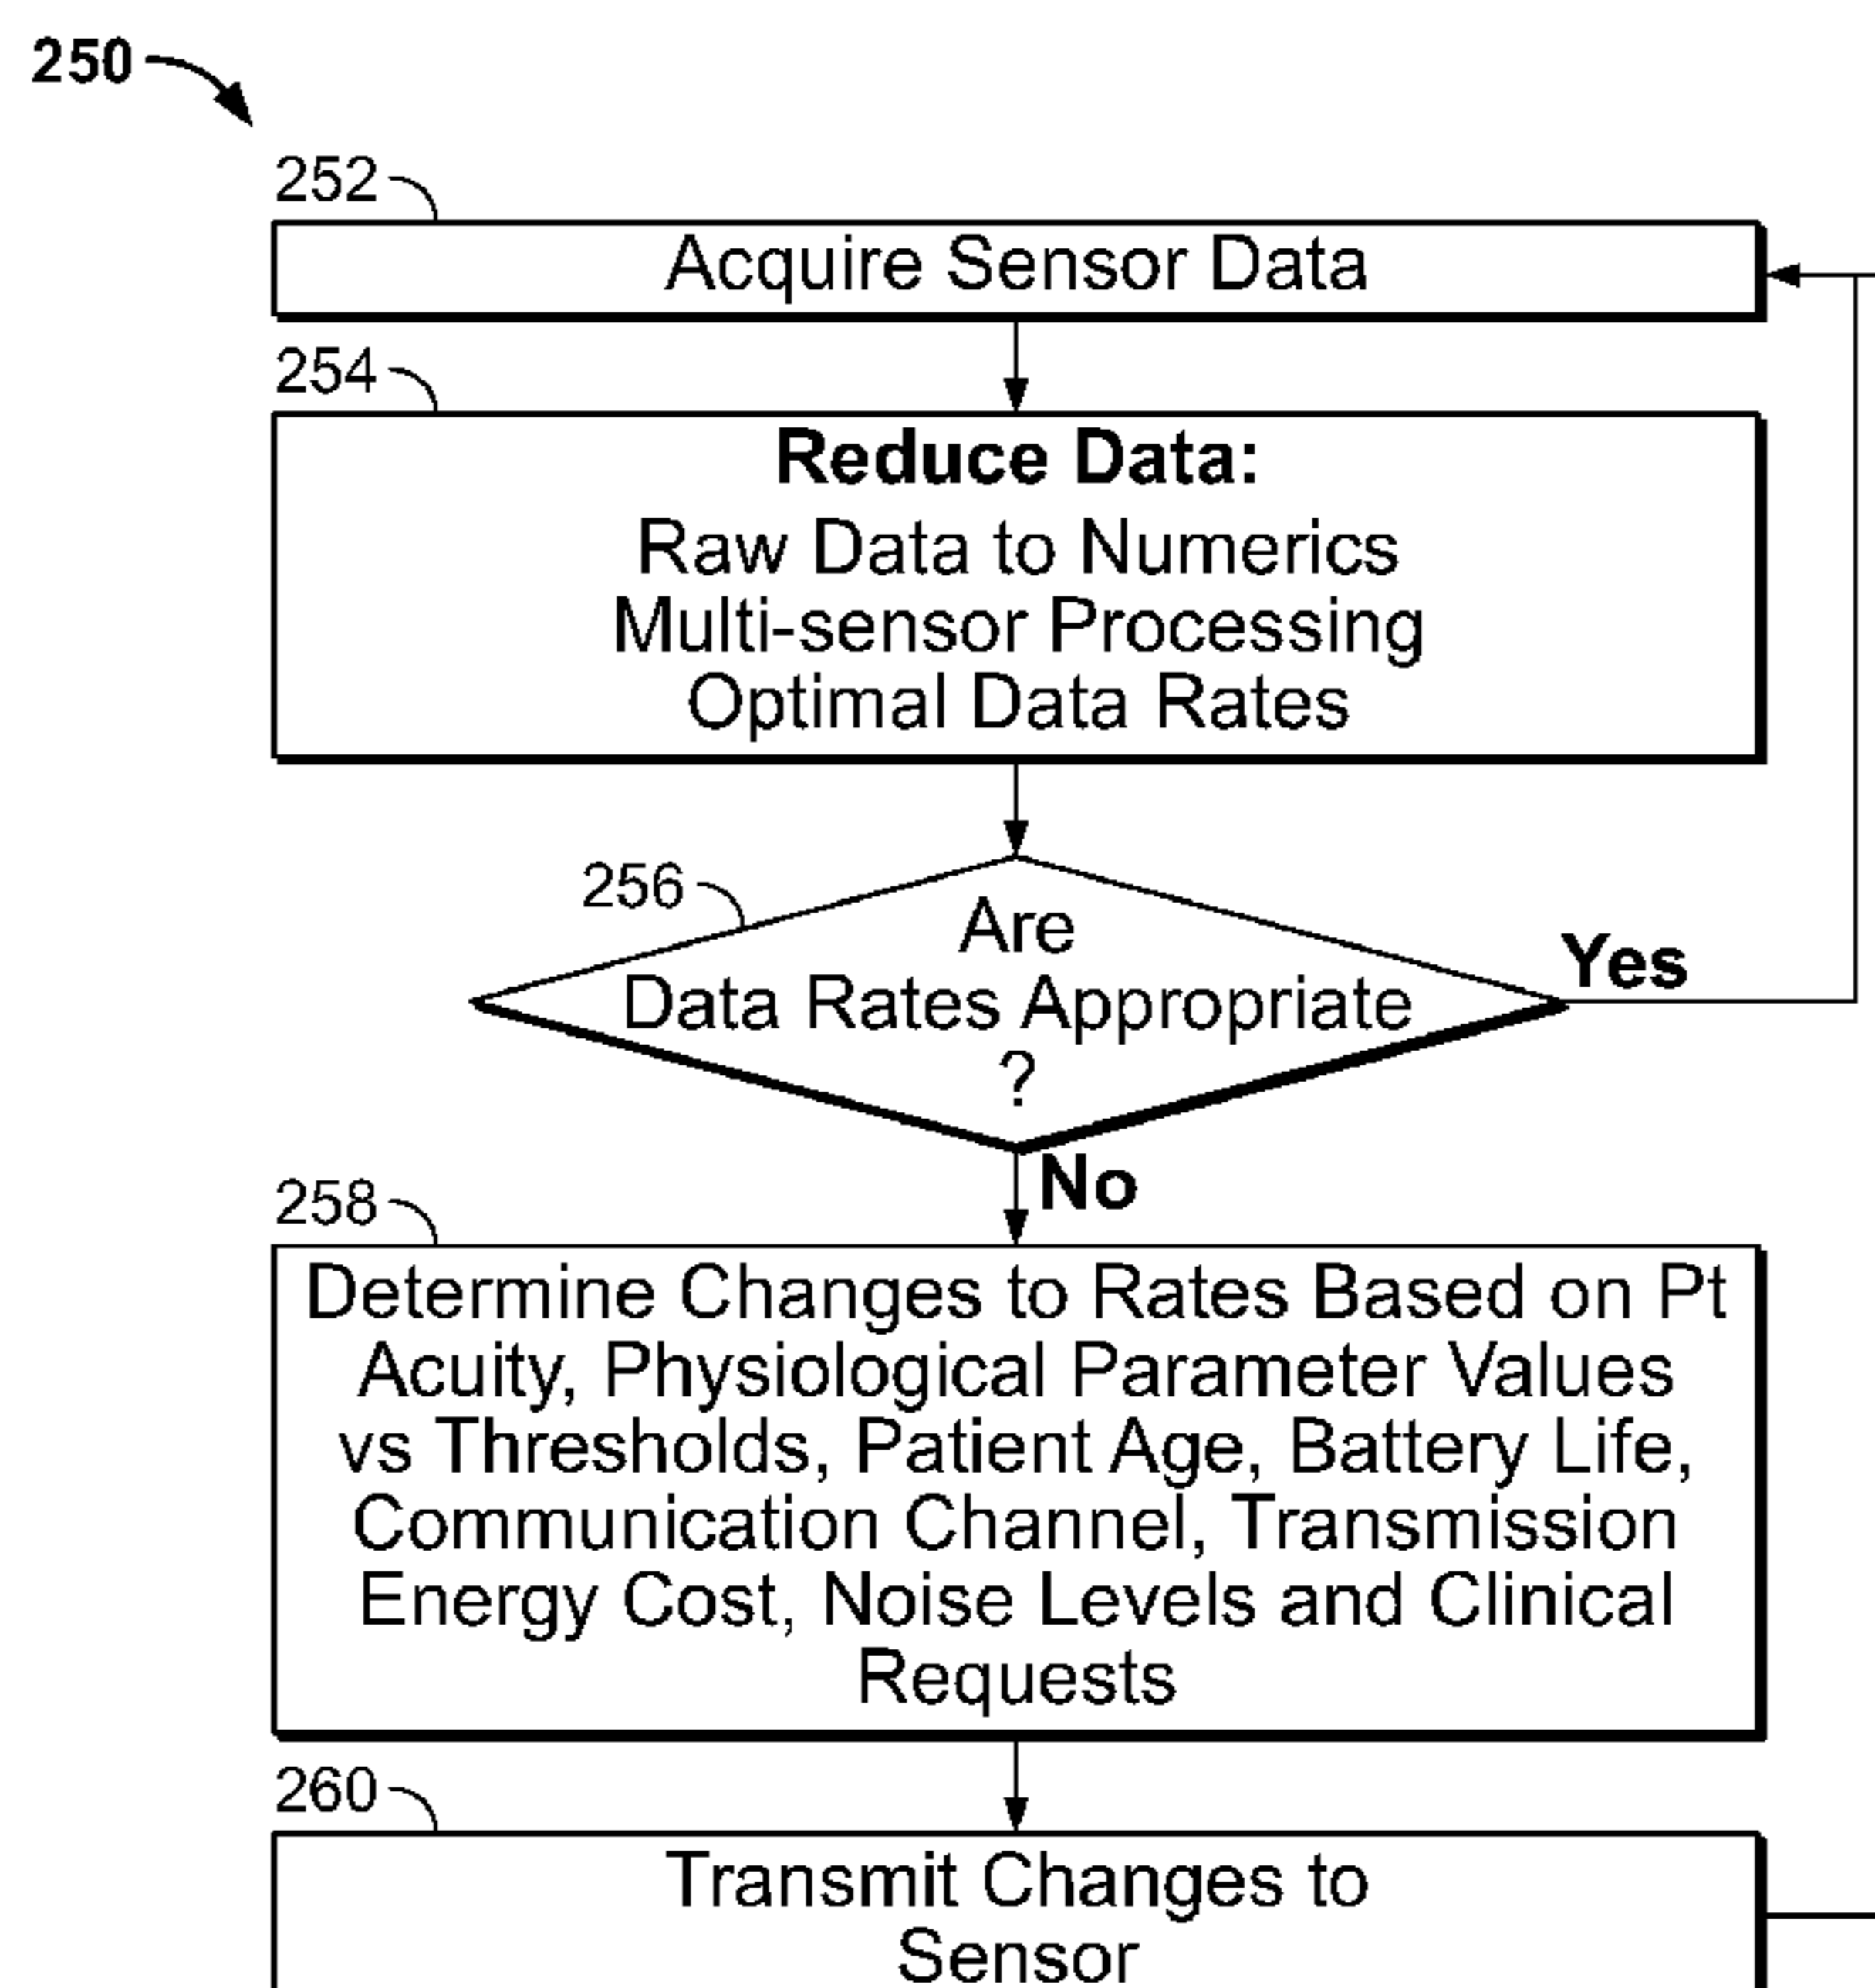 250
252
Acquire Sensor Data
254
Reduce Data:
Raw Data to Numerics
Multi-sensor Processing
Optimal Data Rates
256
Are
Data Rates Appropriate
?
Yes
No
258
Determine Changes to Rates Based on Pt
Acuity, Physiological Parameter Values
vs Thresholds, Patient Age, Battery Life,
Communication Channel, Transmission
Energy Cost, Noise Levels and Clinical
Requests
260
Transmit Changes to
Sensor